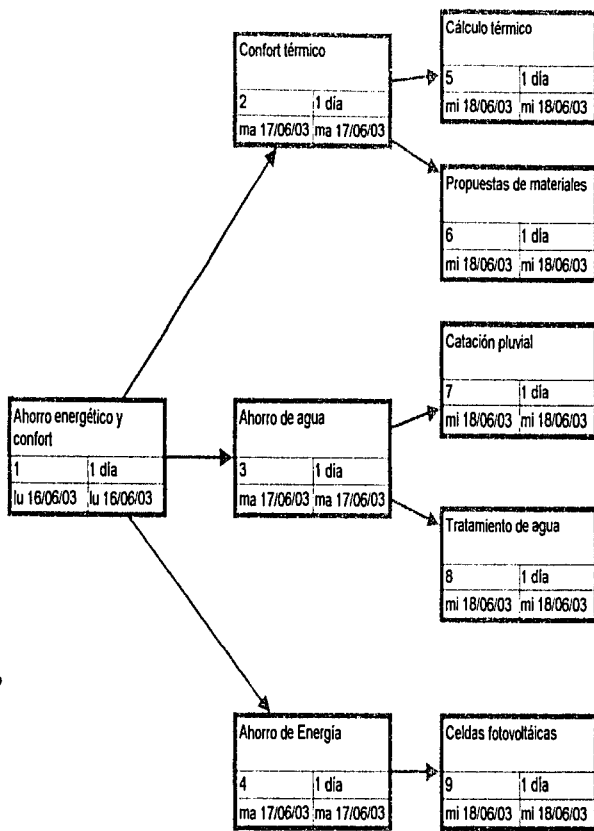 Confort térmico
2 1 día
ma 17/06/03 ma 17/06/03
Cálculo térmico
5 1 día
mi 18/06/03 mi 18/06/03
Propuestas de materiales
6 1 día
mi 18/06/03 mi 18/06/03
Ahorro energético y
confort
1 1 día
lu 16/06/03 lu 16/06/03
Ahorro de agua
3 1 día
ma 17/06/03 ma 17/06/03
Catación pluvial
7 1 día
mi 18/06/03 mi 18/06/03
Tratamiento de agua
8 1 día
mi 18/06/03 mi 18/06/03
Ahorro de Energía
4 1 día
ma 17/06/03 ma 17/06/03
Celdas fotovoltáicas
9 1 día
mi 18/06/03 mi 18/06/03